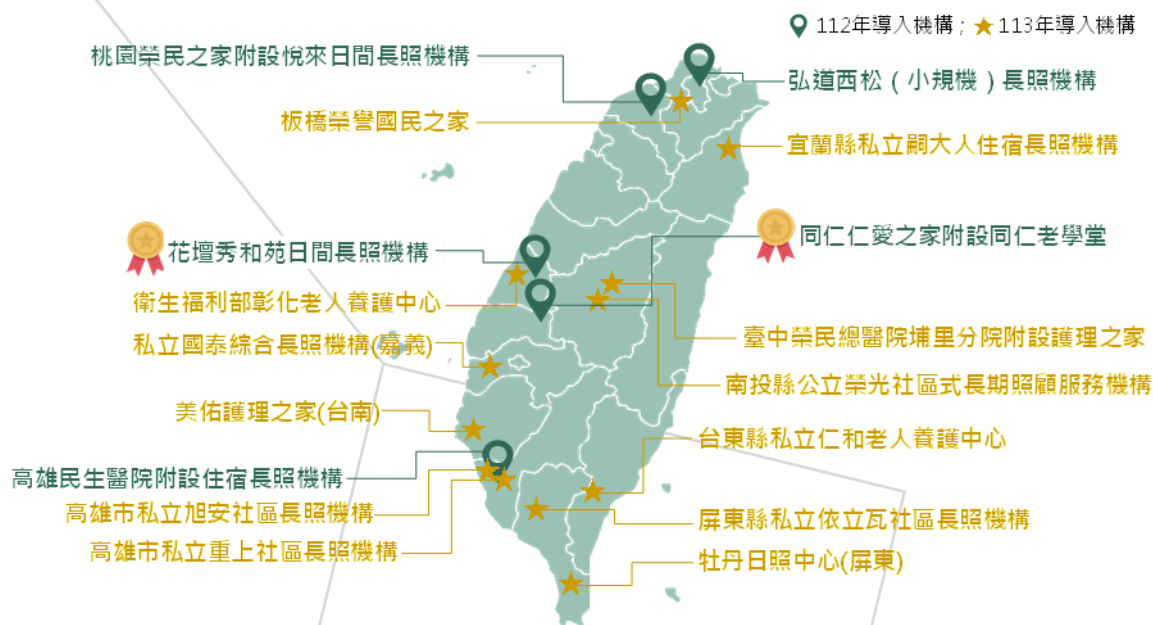 112年導入機構；113年導入機構
桃園榮民之家附設悅來日間長照機構
弘道西松（小規機）長照機構
板橋榮譽國民之家
宜蘭縣私立嗣大人住宿長照機構
花壇秀和苑日間長照機構
同仁仁愛之家附設同仁老學堂
衛生福利部彰化老人養護中心
私立國泰綜合長照機構(嘉義)
臺中榮民總醫院埔里分院附設護理之家
南投縣公立榮光社區式長期照顧服務機構
美佑護理之家(台南)
台東縣私立仁和老人養護中心
高雄民生醫院附設住宿長照機構
高雄市私立旭安社區長照機構
屏東縣私立依立瓦社區長照機構
高雄市私立重上社區長照機構
牡丹日照中心(屏東)